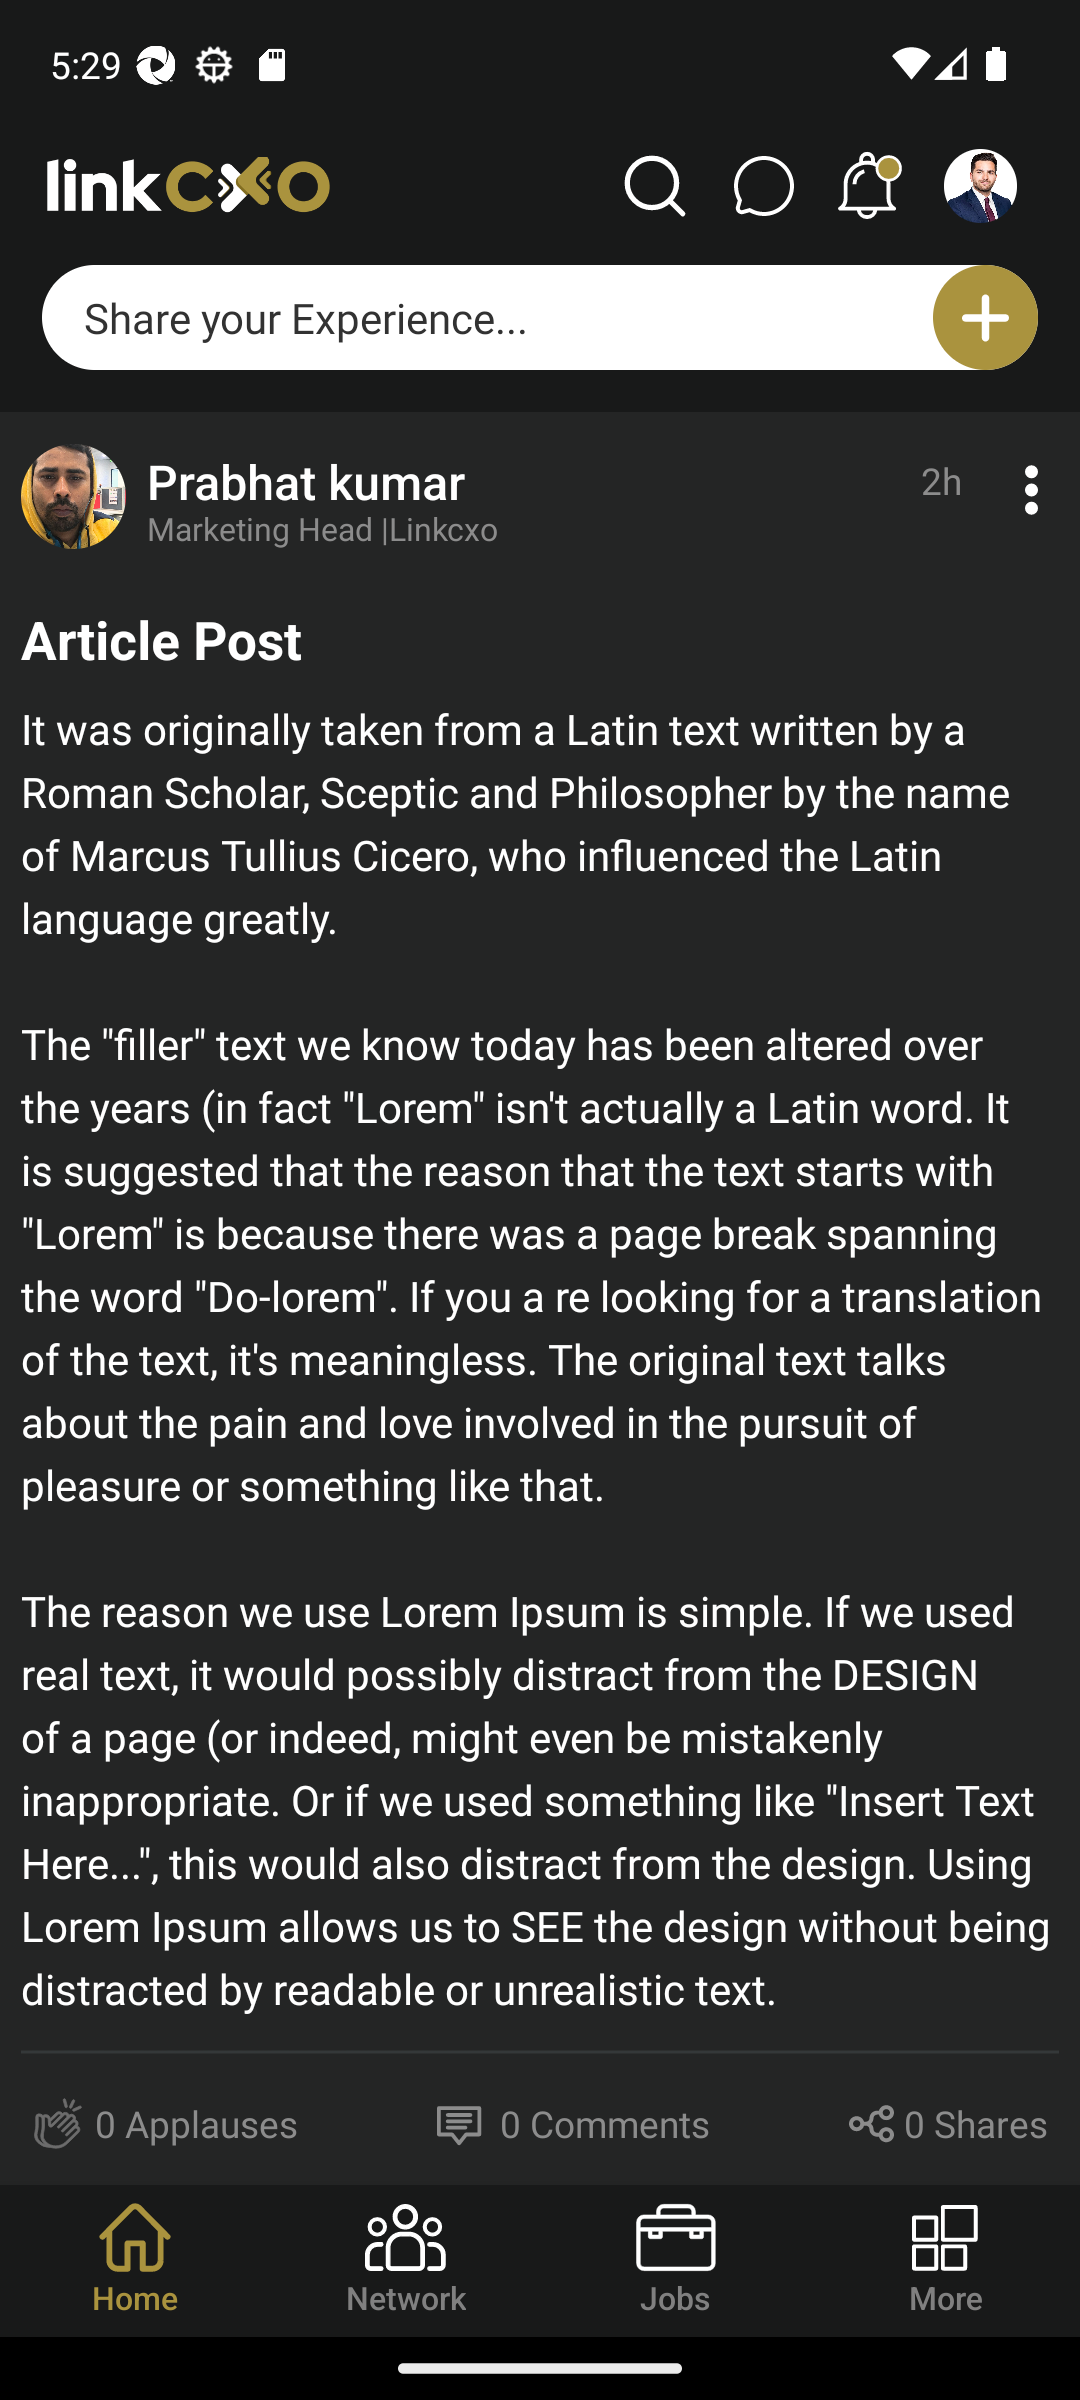 5:29
linkcxo
Share your Experience...
Prabhat kumar
2h
Marketing Head |Linkcxo
Article Post
It was originally taken from a Latin text written by a
Roman Scholar, Sceptic and Philosopher by the name
of Marcus Tullius Cicero, who influenced the Latin
language greatly.
The "filler" text we know today has been altered over
the years (in fact "Lorem" isn't actually a Latin word. It
is suggested that the reason that the text starts with
"Lorem" is because there was a page break spanning
the word "Do-lorem". If you a re looking for a translation
of the text, it's meaningless. The original text talks
about the pain and love involved in the pursuit of
pleasure or something like that.
The reason we use Lorem Ipsum is simple. If we used
real text, it would possibly distract from the DESIGN
of a page (or indeed, might even be mistakenly
inappropriate. Or if we used something like "Insert Text
Here...", this would also distract from the design. Using
Lorem Ipsum allows us to SEE the design without being
distracted by readable or unrealistic text.
0 Applauses
0 Comments
0 Shares
Home
Network
Jobs
More